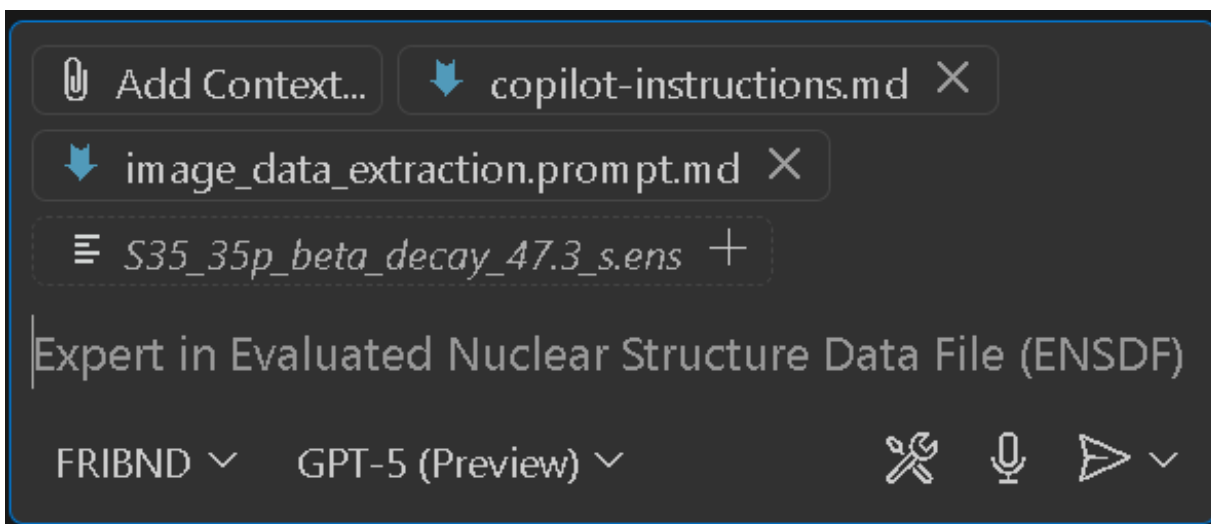 Add Context... copilot-instructions.md
image_data_extraction.prompt.md
S35_35p_beta_decay_47.3_s.ens
Expert in Evaluated Nuclear Structure Data File (ENSDF)
FRIBND GPT-5 (Preview)